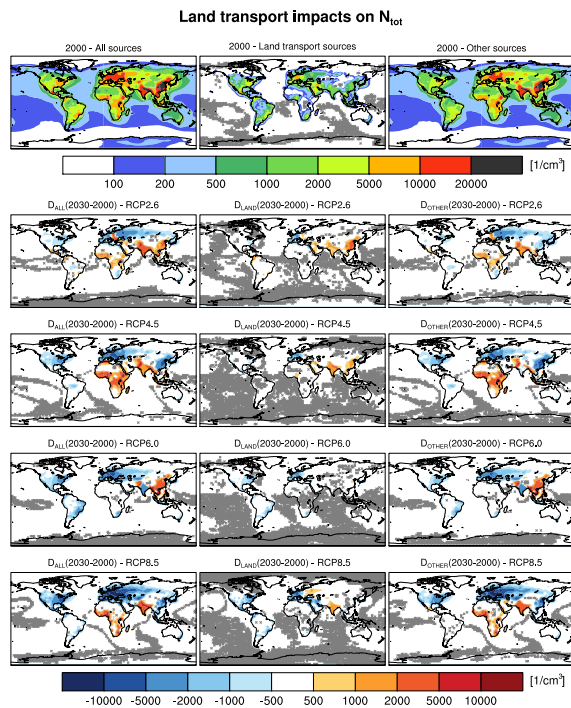 Land transport impacts on Ntot
2000 - All sources 2000 - Land transport sources 2000 - Other sources
100 200 500 1000 2000 5000 10000 20000 [1/cm³]
DALL(2030-2000) - RCP2.6 DLAND(2030-2000) - RCP2.6 DOTHER(2030-2000) - RCP2,6
DALL(2030-2000) - RCP4.5 DLAND(2030-2000) - RCP4.5 DOTHER(2030-2000) - RCP4,5
DALL(2030-2000) - RCP6.0 DLAND(2030-2000) - RCP6.0 DOTHER(2030-2000) - RCP6.0
DALL(2030-2000) - RCP8.5 DLAND(2030-2000) - RCP8.5 DOTHER(2030-2000) - RCP8.5
[1/cm³]
-10000 -5000 -2000 -1000 -500 500 1000 2000 5000 10000